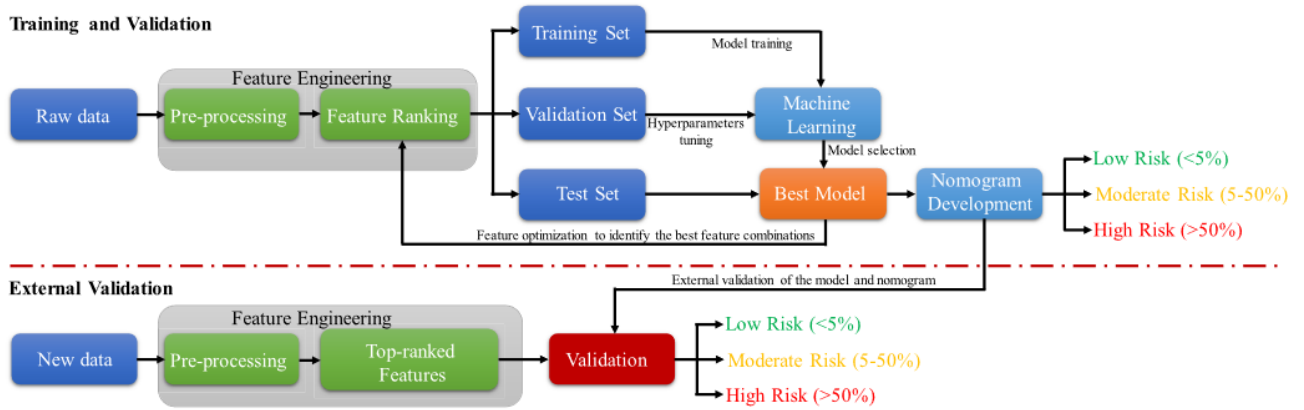 Training and Validation
Training Set
Model training
Feature Engineering
Raw data
Pre-processing
Feature Ranking
Validation Set
Hyperparameters
tuning
Machine
Learning
Model selection
Test Set
Best Model
Nomogram
Development
Low Risk (<5%)
Moderate Risk (5-50%)
High Risk (>50%)
Feature optimization to identify the best feature combinations
External Validation
External validation of the model and nomogram
Feature Engineering
New data
Pre-processing
Top-ranked
Features
Validation
Low Risk (<5%)
Moderate Risk (5-50%)
High Risk (>50%)